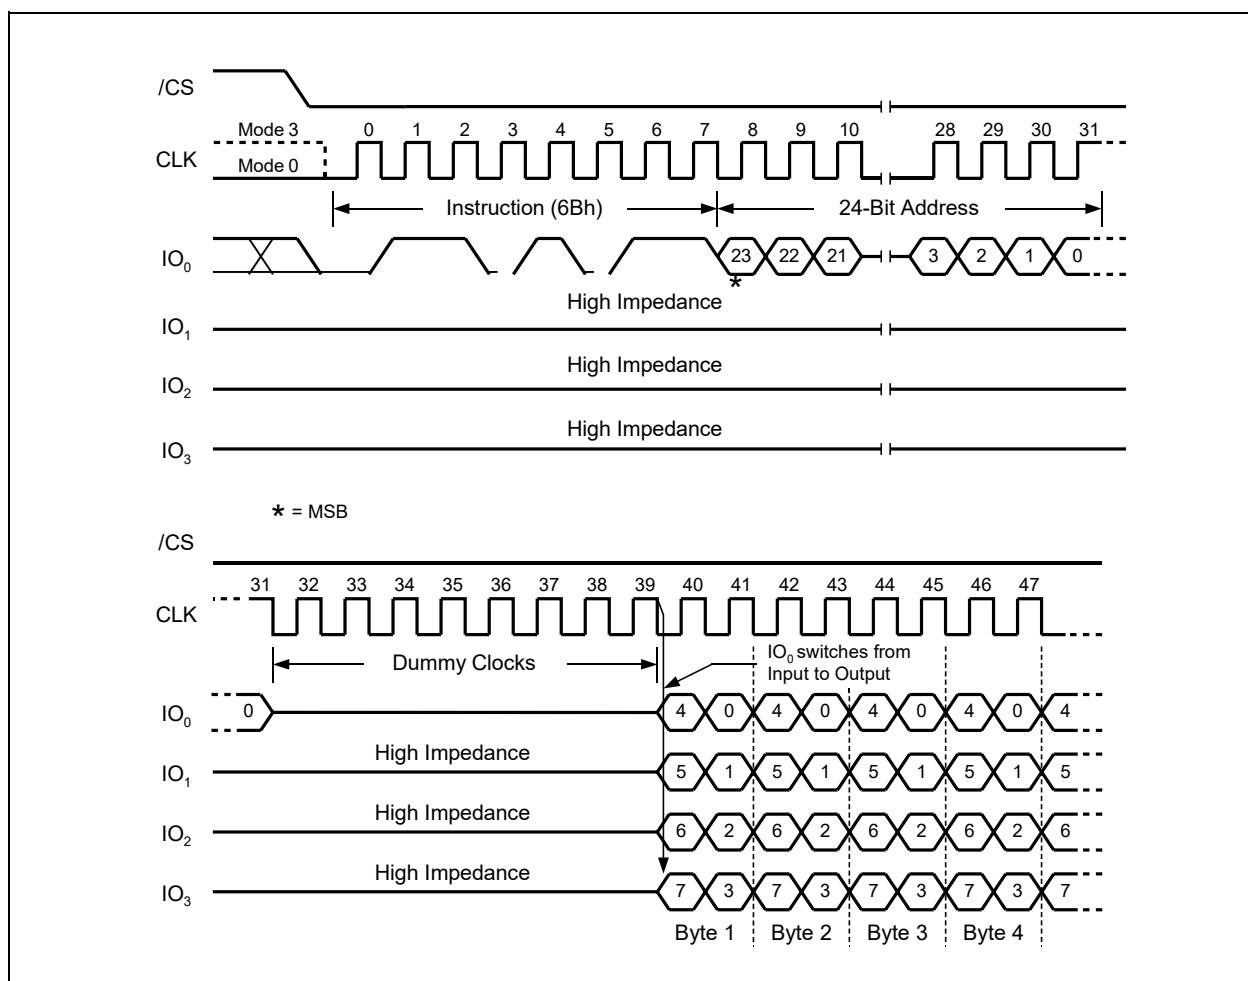 /CS
Mode 3 0 1 2 3 4 5 6 7 8 9 10 28 29 30 31
CLK
Mode 0
Instruction (6Bh) 24-Bit Address
IO0 23 22 21 3 2 1 0
*
High Impedance
IO1
High Impedance
IO2
High Impedance
IO3
* = MSB
/CS
31 32 33 34 35 36 37 38 39 40 41 42 43 44 45 46 47
CLK
Dummy Clocks
IO0 switches from
Input to Output
IO0 0 4 0 4 0 4 0 4 0 4
High Impedance
IO1 5 1 5 1 5 1 5 1 5
High Impedance
IO2 6 2 6 2 6 2 6 2 6
High Impedance
IO3 7 3 7 3 7 3 7 3 7
Byte 1 Byte 2 Byte 3 Byte 4